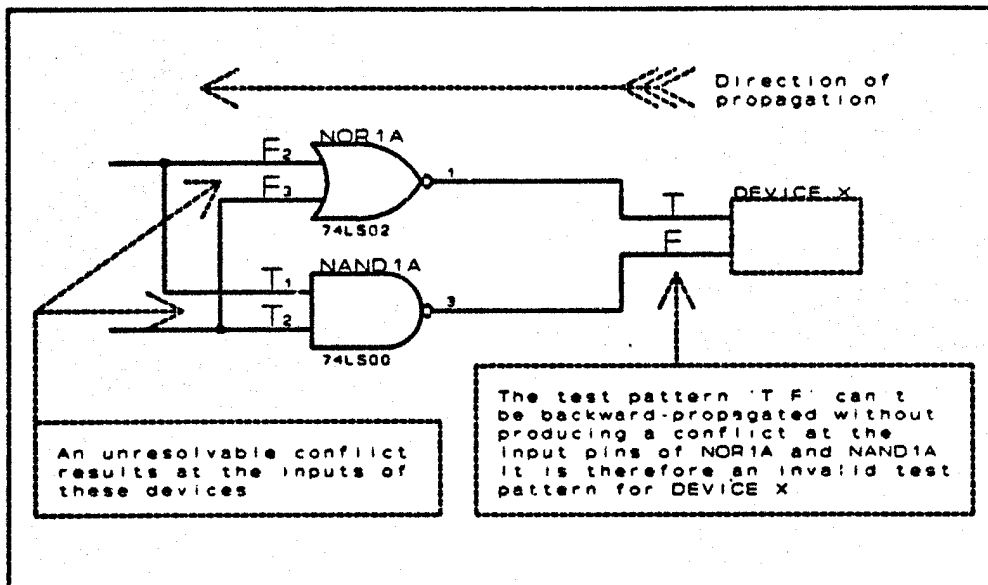 Direction of
propagation
NOR1A
F2
F3
1
74LS02
T
DEVICE X
F
NAND1A
T1
T2
3
74LS00
The test pattern 'T F' can't
be backward-propagated without
producing a conflict at the
input pins of NOR1A and NAND1A
It is therefore an invalid test
pattern for DEVICE X
An unresolvable conflict
results at the inputs of
these devices